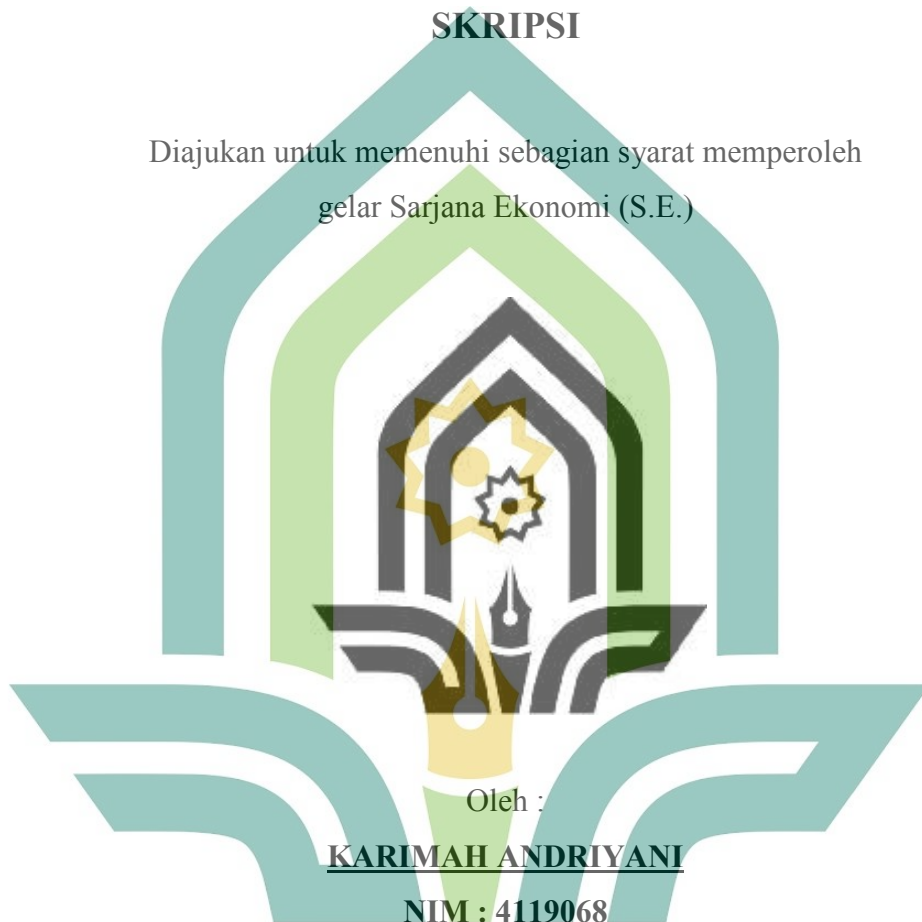 SKRIPSI
Diajukan untuk memenuhi sebagian syarat memperoleh
gelar Sarjana Ekonomi (S.E.)
Oleh :
KARIMAH ANDRIYANI
NIM : 4119068